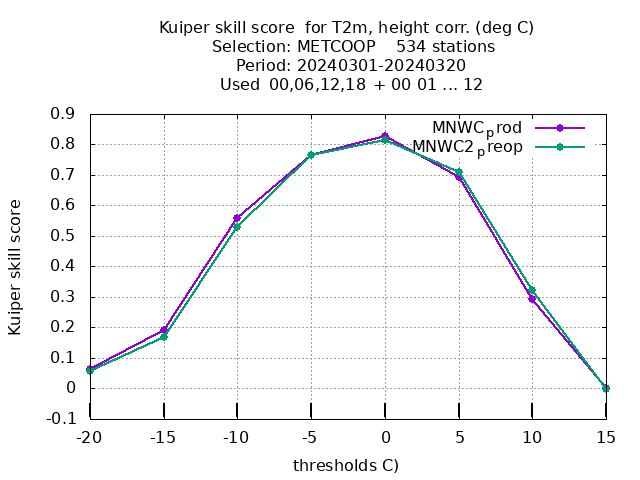 Kuiper skill score  for T2m, height corr. (deg C)
Selection: METCOOP    534 stations
Period: 20240301-20240320
Used  00,06,12,18  + 00 01 ... 12
MNWC_prod
MNWC2_preop
0.9
0.8
0.7
0.6
0.5
0.4
0.3
0.2
0.1
0
-0.1
Kuiper skill score
-20 -15 -10 -5 0 5 10 15
thresholds C)